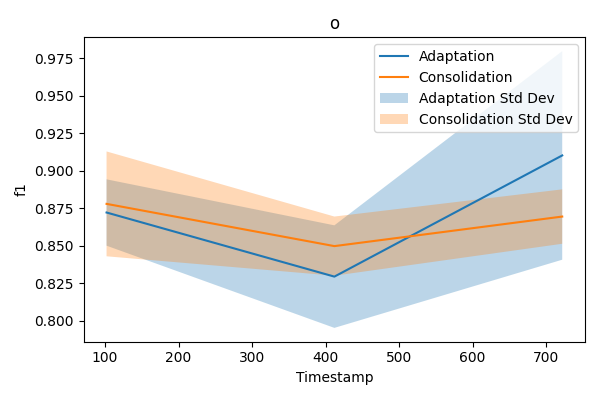 o
0.975
0.950
0.925
0.900
0.875
0.850
0.825
0.800
f1
Adaptation
Consolidation
Adaptation Std Dev
Consolidation Std Dev
100
200
300
400
500
600
700
Timestamp